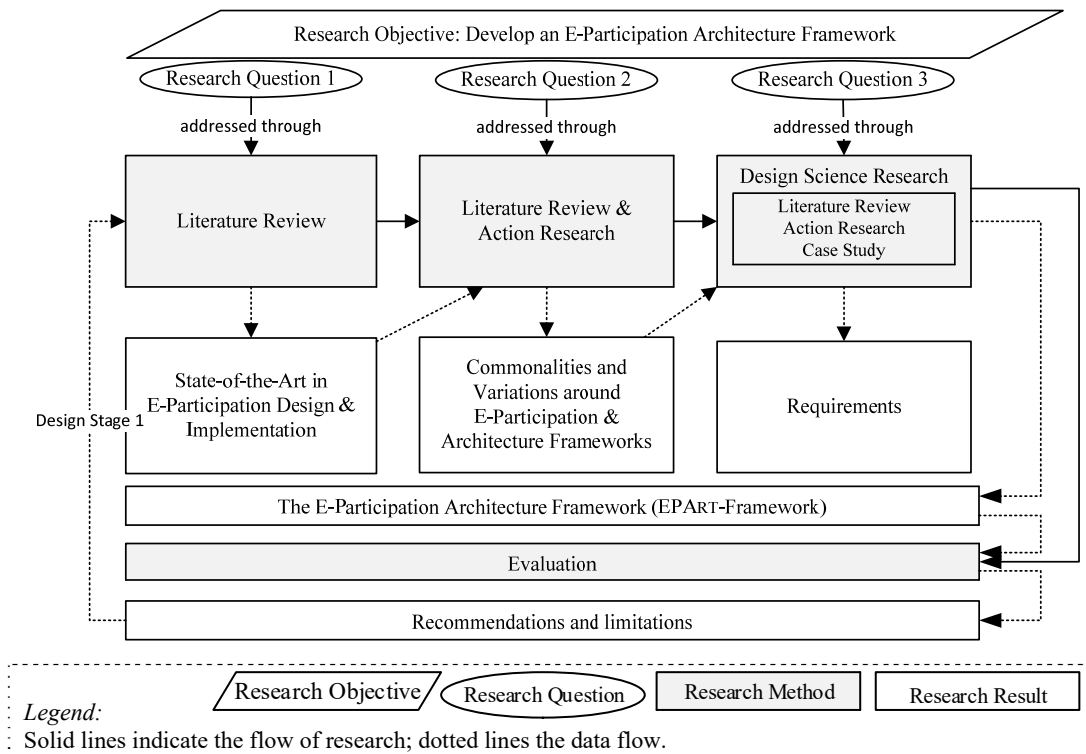 Research Objective: Develop an E-Participation Architecture Framework
Research Question 1
Research Question 2
Research Question 3
addressed through
addressed through
addressed through
Literature Review
Literature Review &
Action Research
Design Science Research
Literature Review
Action Research
Case Study
State-of-the-Art in
E-Participation Design &
Implementation
Commonalities and
Variations around
E-Participation &
Architecture Frameworks
Requirements
Design Stage 1
The E-Participation Architecture Framework (EPART-Framework)
Evaluation
Recommendations and limitations
Legend:
Research Objective
Research Question
Research Method
Research Result
Solid lines indicate the flow of research; dotted lines the data flow.